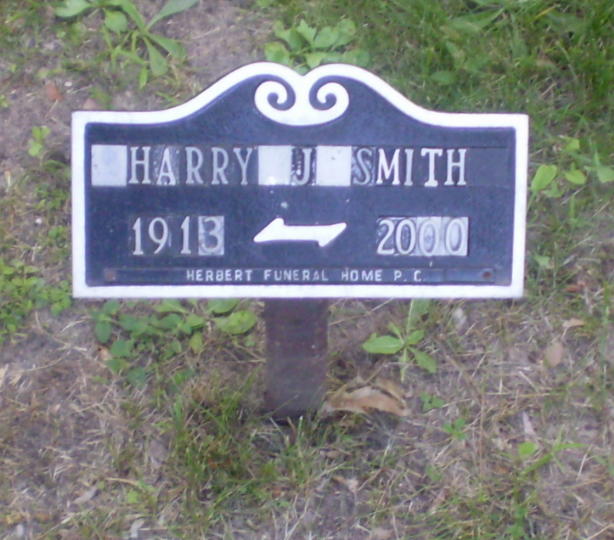 HARRY J SMITH
1913 2000
HERBERT FUNERAL HOME P. C.